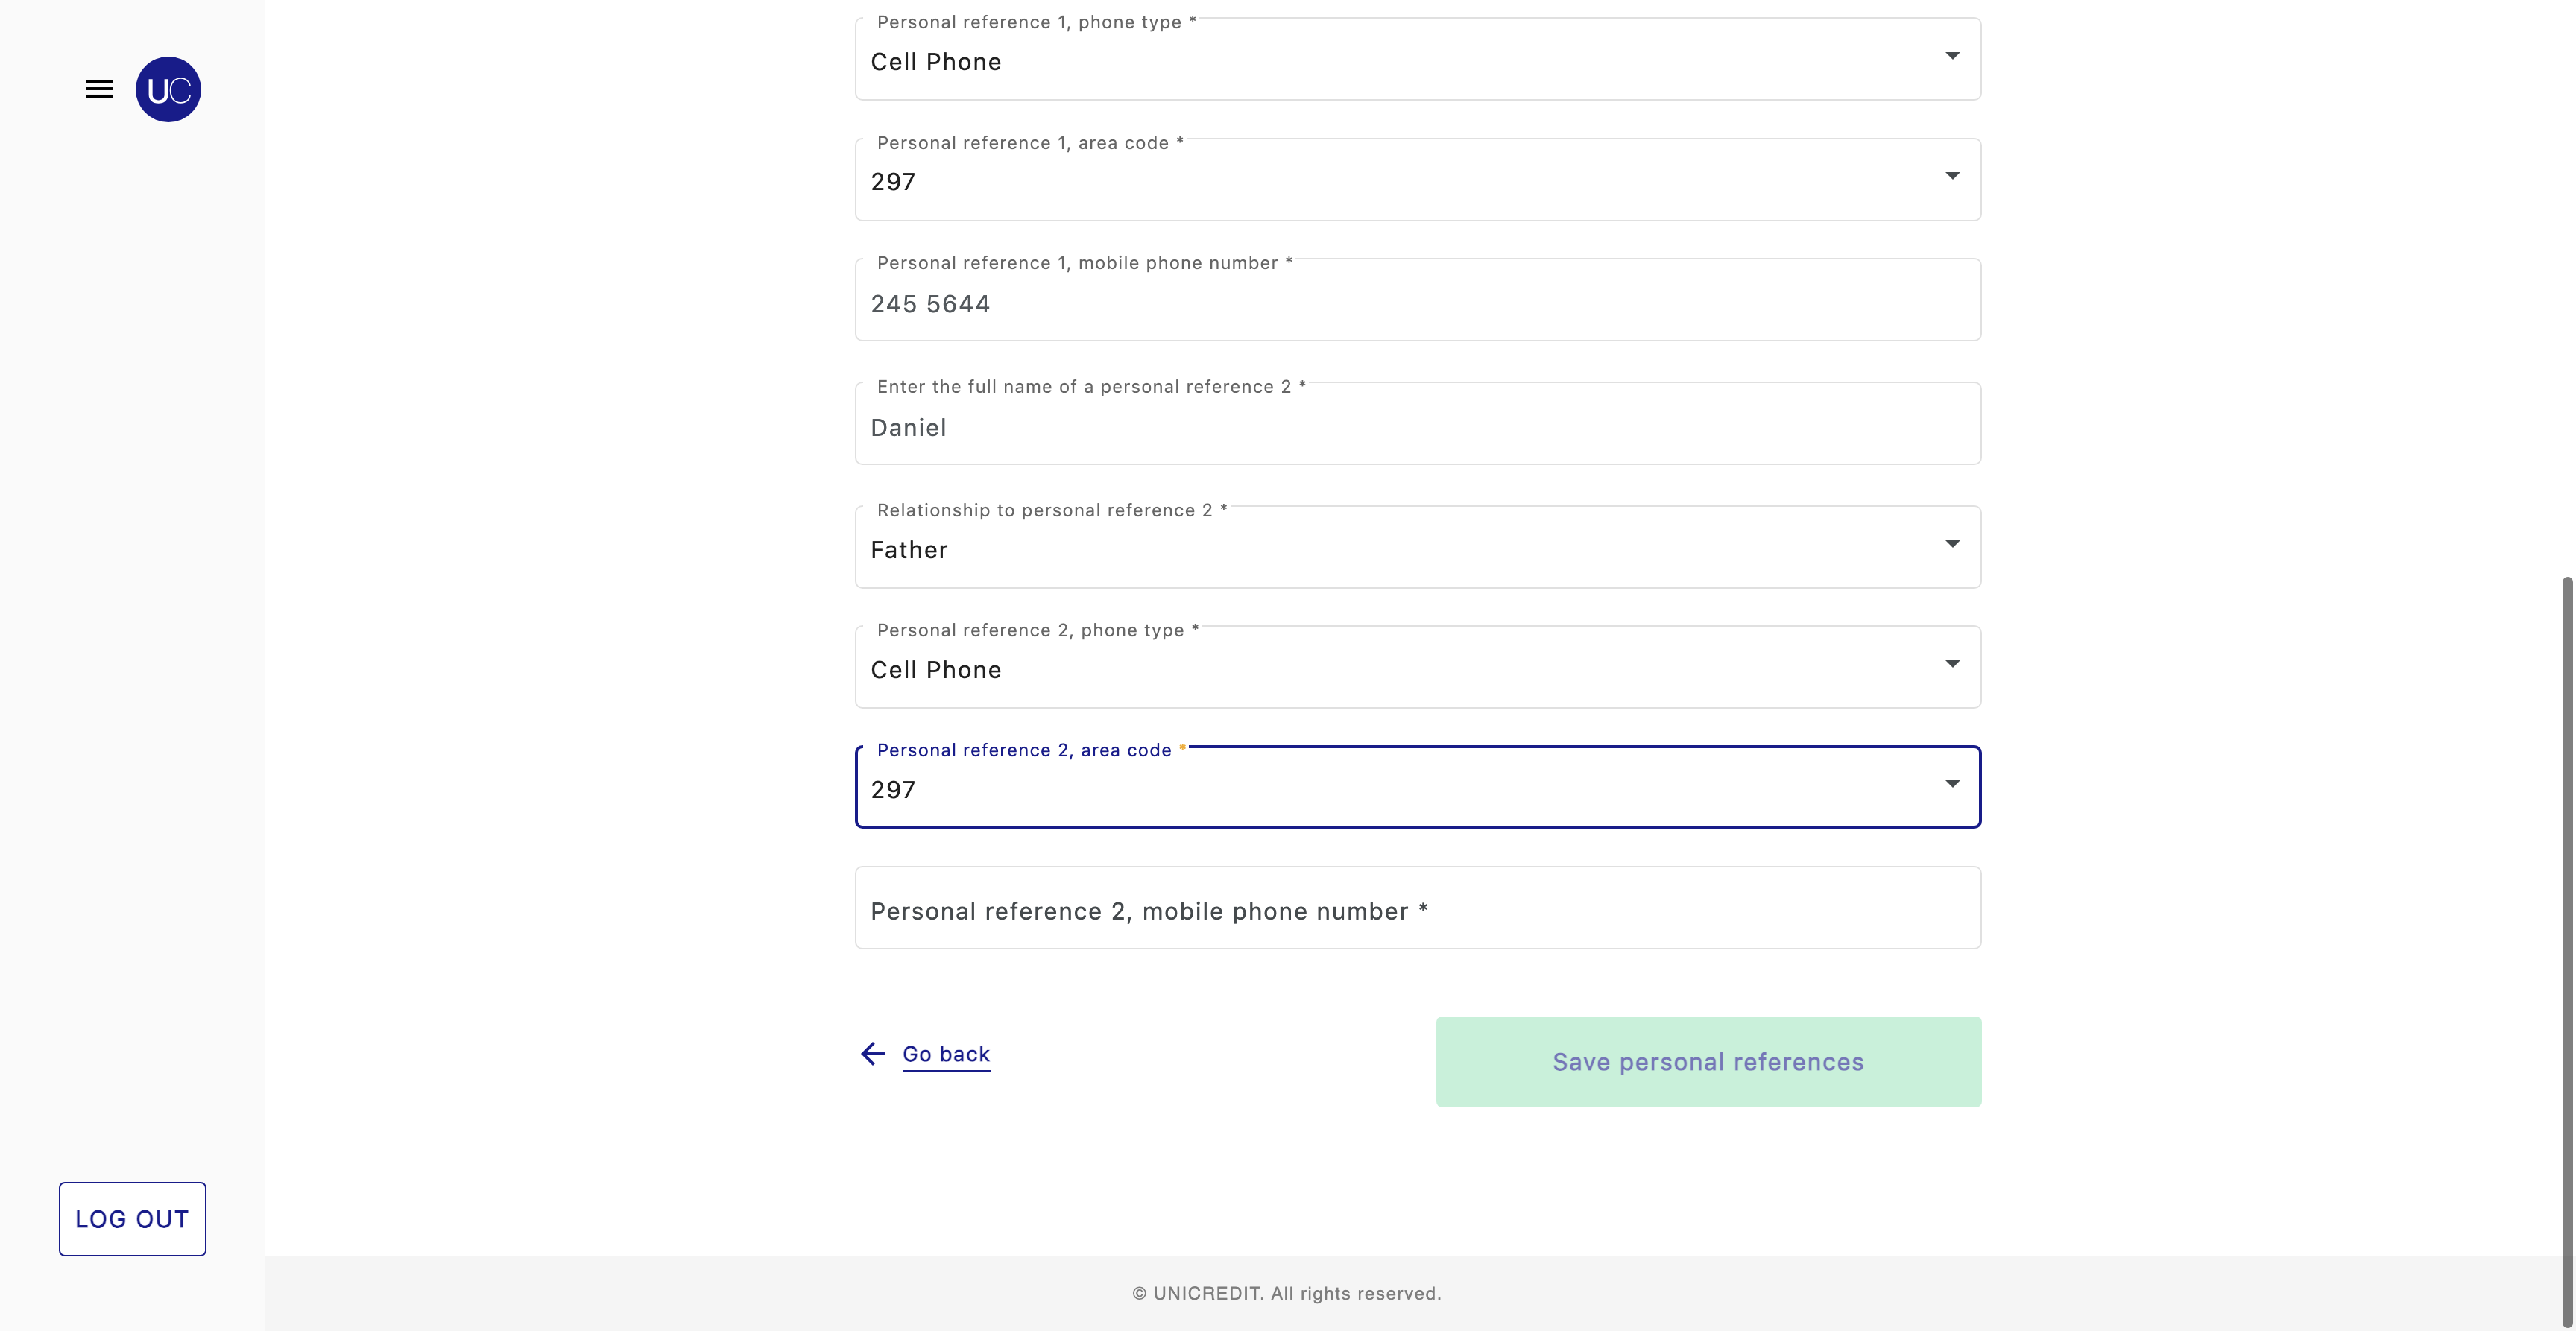 UC
Personal reference 1, phone type *
Cell Phone
Personal reference 1, area code *
297
Personal reference 1, mobile phone number *
245 5644
Enter the full name of a personal reference 2 *
Daniel
Relationship to personal reference 2 *
Father
Personal reference 2, phone type *
Cell Phone
Personal reference 2, area code *
297
Personal reference 2, mobile phone number *
Go back
Save personal references
LOG OUT
© UNICREDIT. All rights reserved.